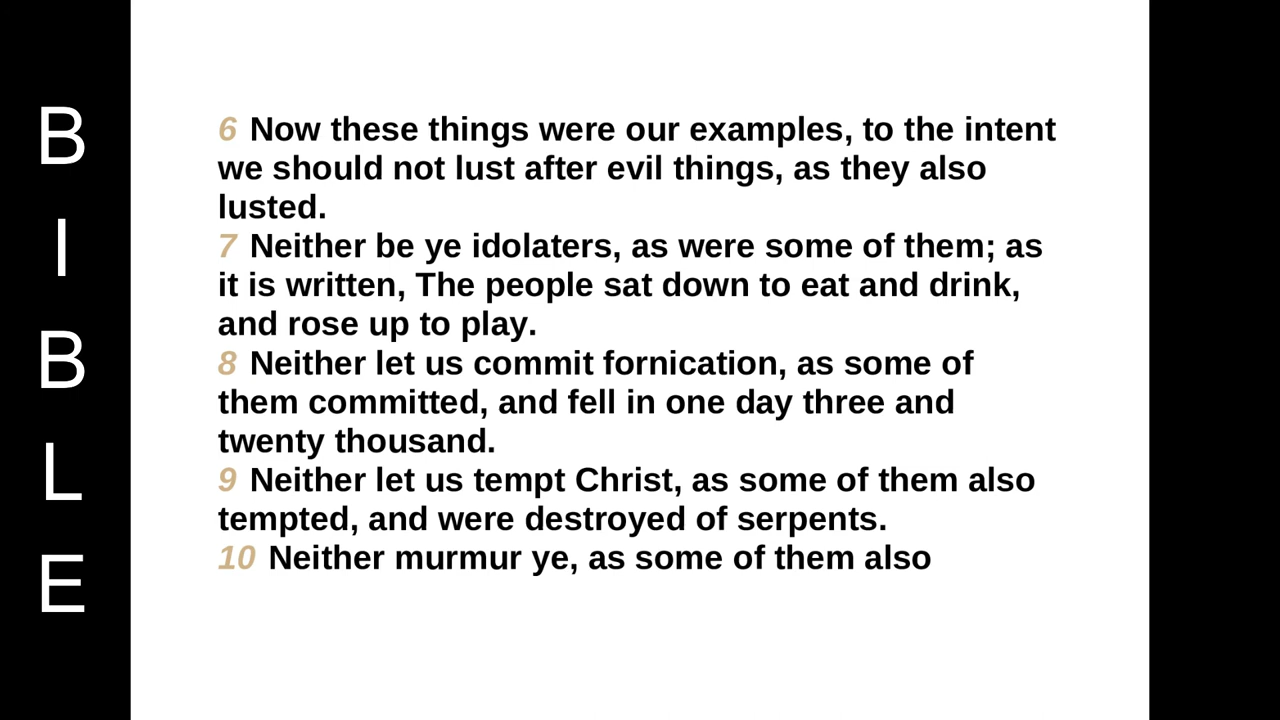 B
I
B
L
E
6 Now these things were our examples, to the intent
we should not lust after evil things, as they also
lusted.
7 Neither be ye idolaters, as were some of them; as
it is written, The people sat down to eat and drink,
and rose up to play.
8 Neither let us commit fornication, as some of
them committed, and fell in one day three and
twenty thousand.
9 Neither let us tempt Christ, as some of them also
tempted, and were destroyed of serpents.
10 Neither murmur ye, as some of them also